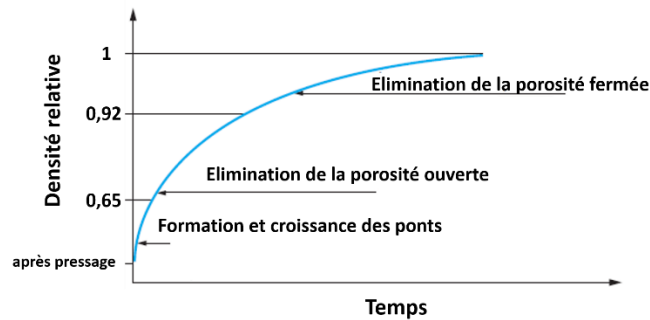 Densité relative
1
Elimination de la porosité fermée
0,92
Elimination de la porosité ouverte
0,65
Formation et croissance des ponts
après pressage
Temps